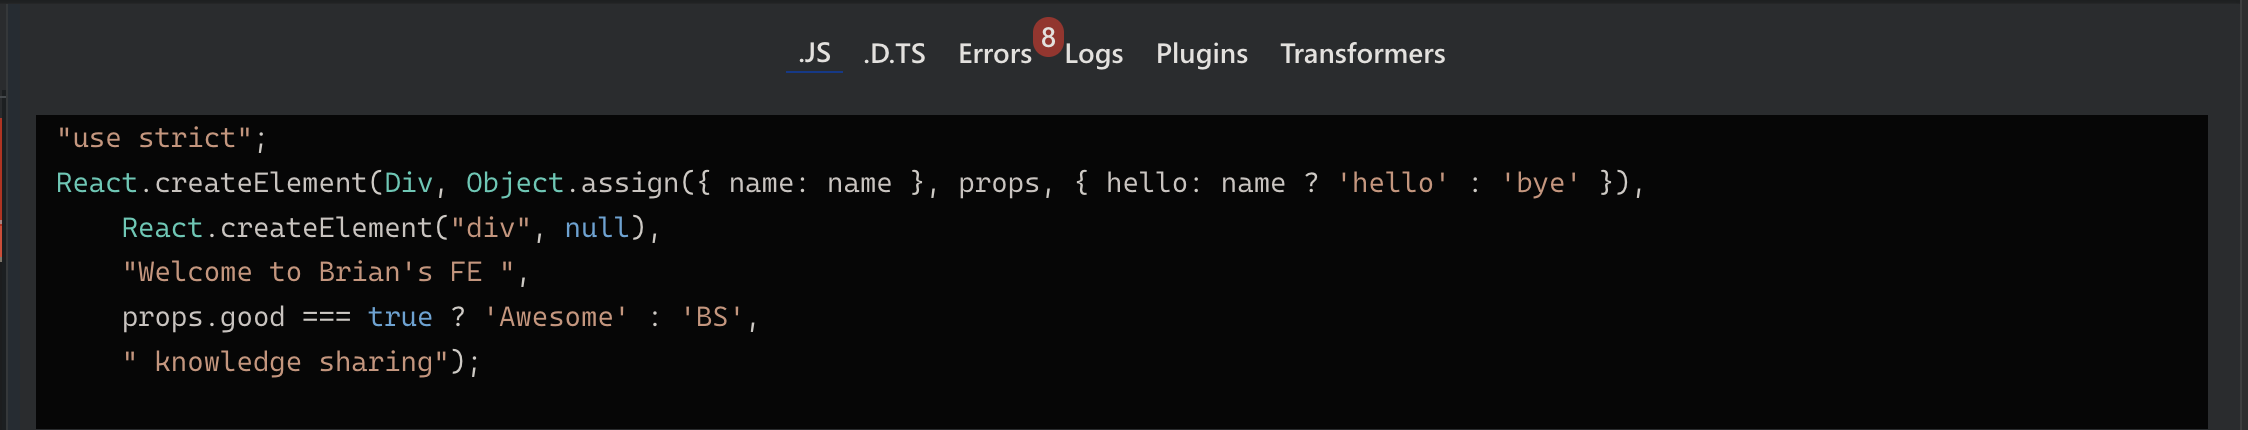 .JS .D.TS Errors 8 Logs Plugins Transformers
"use strict";
React.createElement(Div, Object.assign({ name: name }, props, { hello: name ? 'hello' : 'bye' }),
    React.createElement("div", null),
    "Welcome to Brian's FE ",
    props.good === true ? 'Awesome' : 'BS',
    " knowledge sharing");